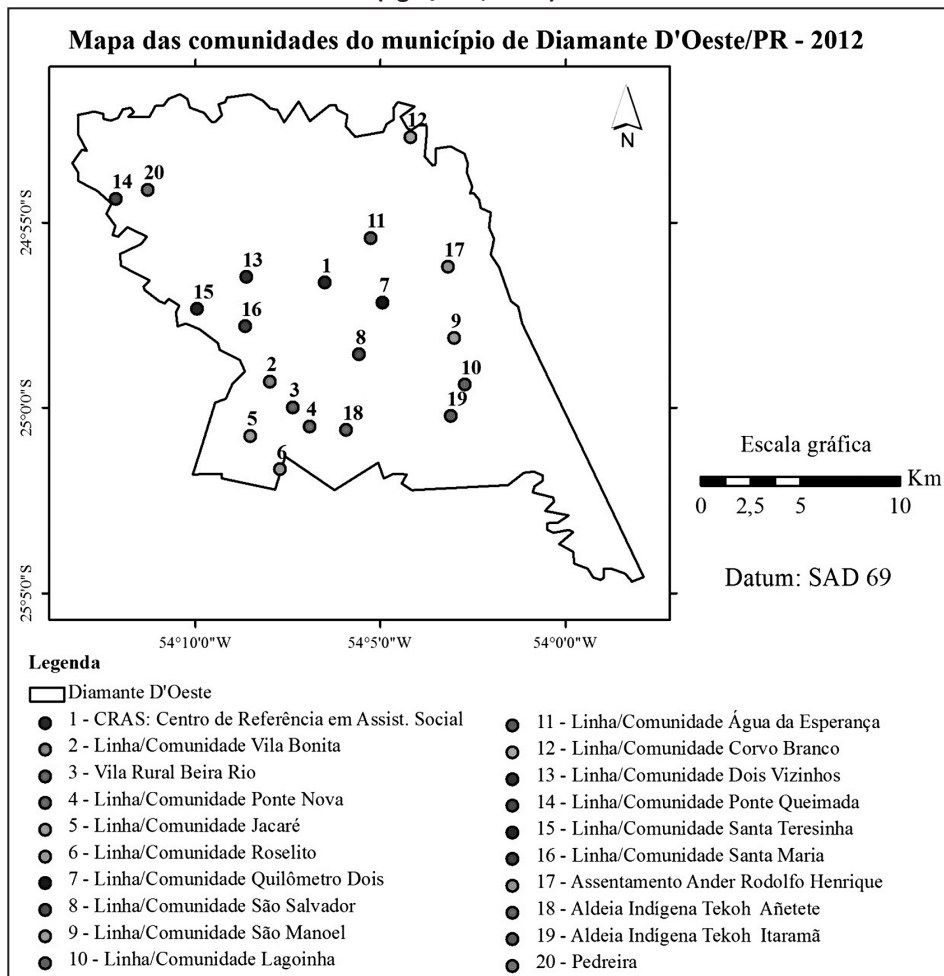 Mapa das comunidades do município de Diamante D'Oeste/PR - 2012
12
N
14 20
24°55'0"S
11
17
13
1
7
15
16
9
8
2
10
25°0'0"S
3
19
4
18
5
6
Escala gráfica
Km
0 2,5 5 10
Datum: SAD 69
25°5'0"S
54°10'0"W 54°5'0"W 54°0'0"W
Legenda
Diamante D'Oeste
1 - CRAS: Centro de Referência em Assist. Social
2 - Linha/Comunidade Vila Bonita
3 - Vila Rural Beira Rio
4 - Linha/Comunidade Ponte Nova
5 - Linha/Comunidade Jacaré
6 - Linha/Comunidade Roselito
7 - Linha/Comunidade Quilômetro Dois
8 - Linha/Comunidade São Salvador
9 - Linha/Comunidade São Manoel
10 - Linha/Comunidade Lagoinha
11 - Linha/Comunidade Água da Esperança
12 - Linha/Comunidade Corvo Branco
13 - Linha/Comunidade Dois Vizinhos
14 - Linha/Comunidade Ponte Queimada
15 - Linha/Comunidade Santa Teresinha
16 - Linha/Comunidade Santa Maria
17 - Assentamento Ander Rodolfo Henrique
18 - Aldeia Indígena Tekoh Añetete
19 - Aldeia Indígena Tekoh Itaramã
20 - Pedreira